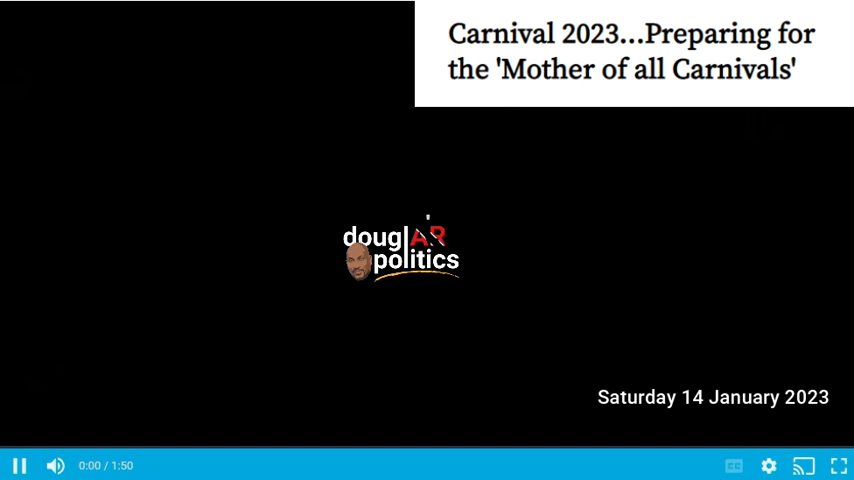 Carnival 2023...Preparing for
the 'Mother of all Carnivals'
douglAR
politics
Saturday 14 January 2023
0:00 / 1:50
CC